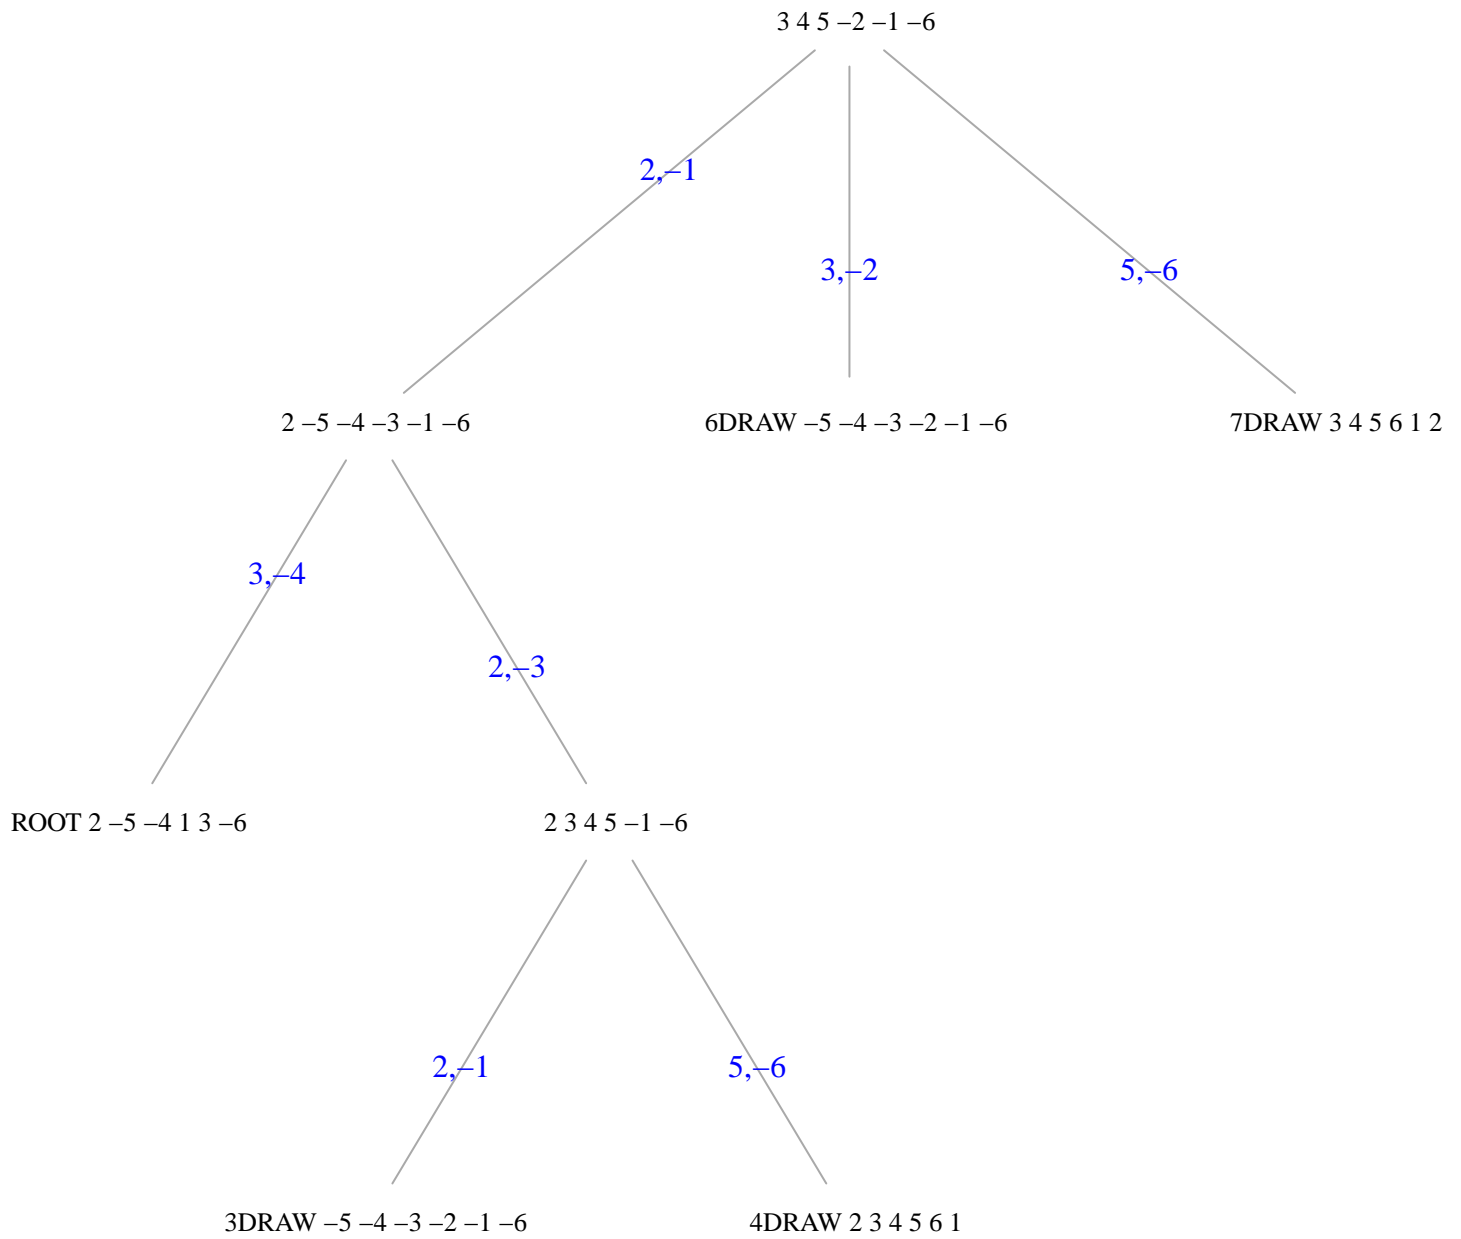 3 4 5 –2 –1 –6
2,–1
3,–2
5,–6
2 –5 –4 –3 –1 –6
6DRAW –5 –4 –3 –2 –1 –6
7DRAW 3 4 5 6 1 2
3,–4
2,–3
ROOT 2 –5 –4 1 3 –6
2 3 4 5 –1 –6
2,–1
5,–6
3DRAW –5 –4 –3 –2 –1 –6
4DRAW 2 3 4 5 6 1